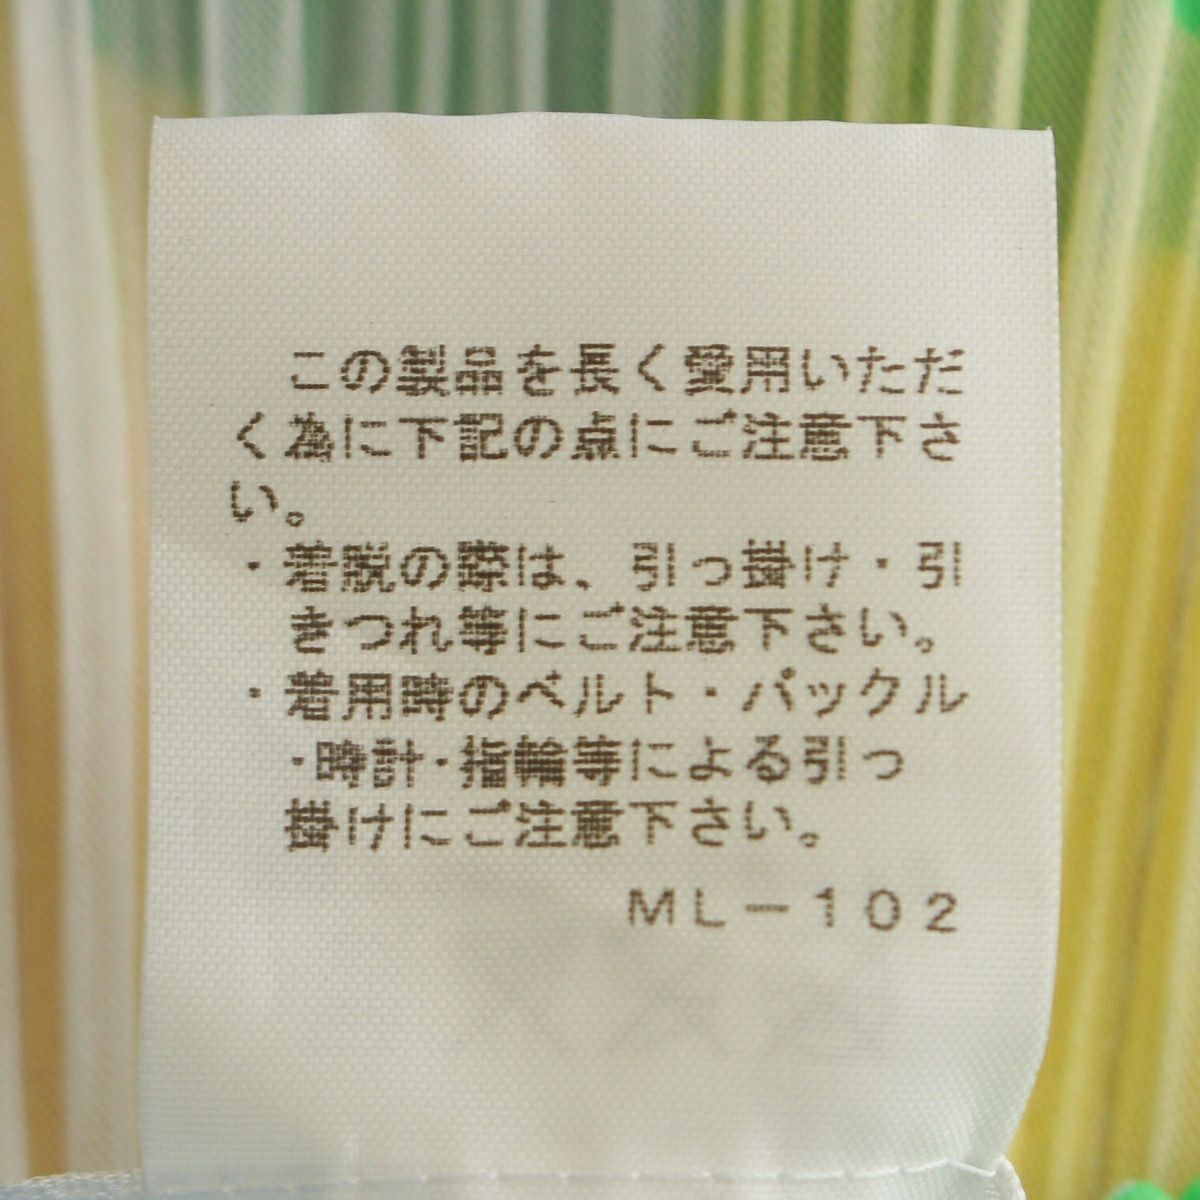 この製品を長く愛用いただ
く為に下記の点にご注意下さ
い。
・着脱の際は、引っ掛け・引
きつれ等にご注意下さい。
・着用時のベルト・バックル
・時計・指輪等による引っ
掛けにご注意下さい。
ML-102